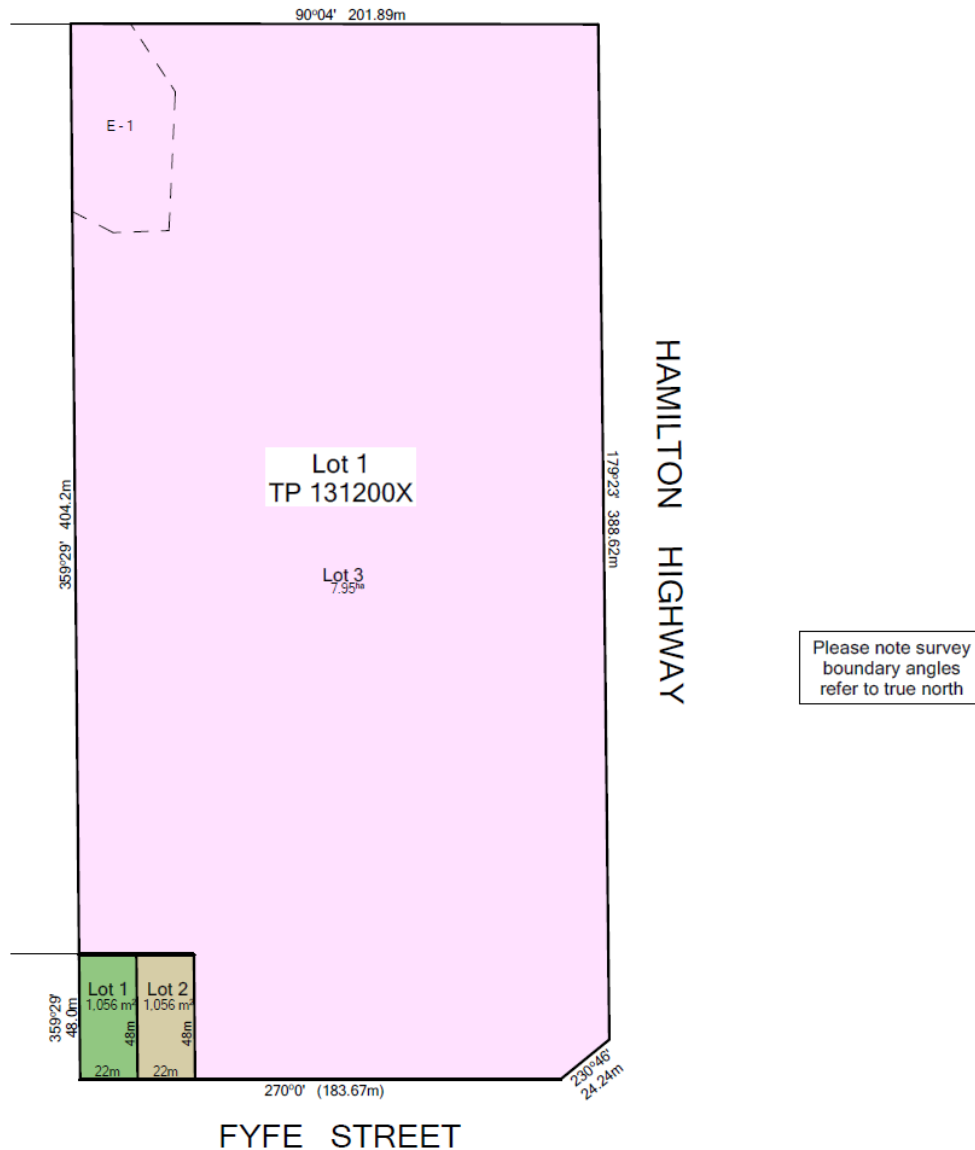 90°04' 201.89m
E - 1
HAMILTON HIGHWAY
Lot 1
TP 131200X
359°29' 404.2m
179°23' 388.62m
Lot 3
7.95ha
Please note survey
boundary angles
refer to true north
Lot 1
1,056 m²
Lot 2
1,056 m²
359°29'
48.0m
48m
48m
22m
22m
230°46'
24.24m
270°0' (183.67m)
FYFE STREET